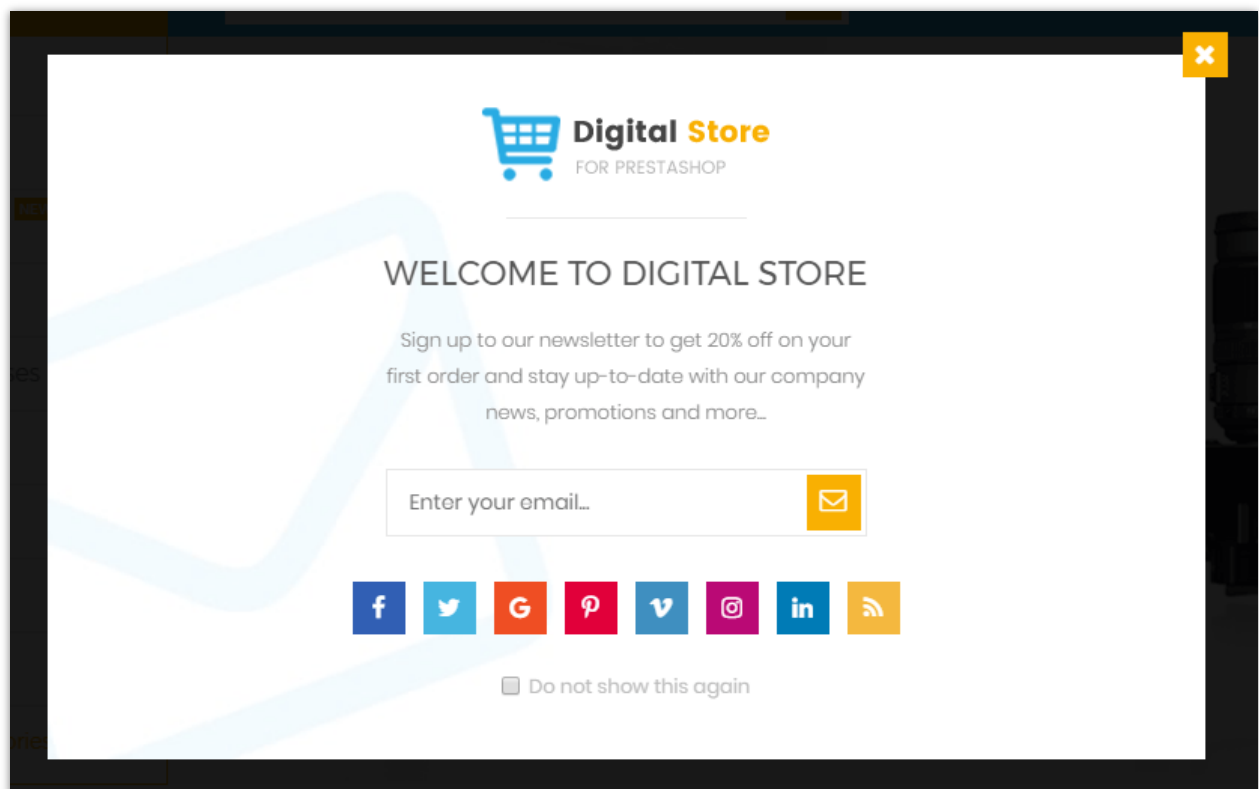 Digital Store
FOR PRESTASHOP
NEW
WELCOME TO DIGITAL STORE
Sign up to our newsletter to get 20% off on your
first order and stay up-to-date with our company
news, promotions and more...
Enter your email...
Do not show this again